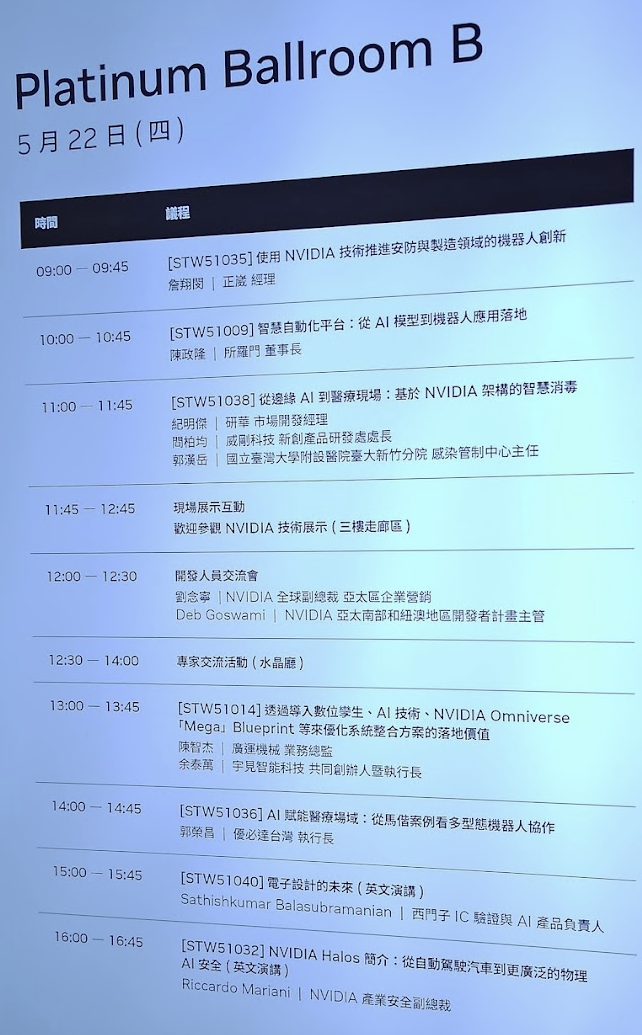 Platinum Ballroom B
5 月 22 日 ( 四 )
時間 議程
09:00 — 09:45 [STW51035] 使用 NVIDIA 技術推進安防與製造領域的機器人創新
詹翔閔 | 正崴 經理
10:00 — 10:45 [STW51009] 智慧自動化平台：從 AI 模型到機器人應用落地
陳政隆 | 所羅門 董事長
11:00 — 11:45 [STW51038] 從邊緣 AI 到醫療現場：基於 NVIDIA 架構的智慧消毒
紀明傑 | 研華 市場開發經理
閻柏均 | 威剛科技 新創產品研發處處長
郭漢岳 | 國立臺灣大學附設醫院臺大新竹分院 感染管制中心主任
11:45 — 12:45 現場展示互動
歡迎參觀 NVIDIA 技術展示 ( 三樓走廊區 )
12:00 — 12:30 開發人員交流會
劉念寧 | NVIDIA 全球副總裁 亞太區企業營銷
Deb Goswami | NVIDIA 亞太南部和紐澳地區開發者計畫主管
12:30 — 14:00 專家交流活動 ( 水晶廳 )
13:00 — 13:45 [STW51014] 透過導入數位孿生、AI 技術、NVIDIA Omniverse
「Mega」Blueprint 等來優化系統整合方案的落地價值
陳智杰 | 廣運機械 業務總監
余泰萬 | 宇見智能科技 共同創辦人暨執行長
14:00 — 14:45 [STW51036] AI 賦能醫療場域：從馬偕案例看多型態機器人協作
郭榮昌 | 優必達台灣 執行長
15:00 — 15:45 [STW51040] 電子設計的未來 ( 英文演講 )
Sathishkumar Balasubramanian | 西門子 IC 驗證與 AI 產品負責人
16:00 — 16:45 [STW51032] NVIDIA Halos 簡介：從自動駕駛汽車到更廣泛的物理
AI 安全 ( 英文演講 )
Riccardo Mariani | NVIDIA 產業安全副總裁